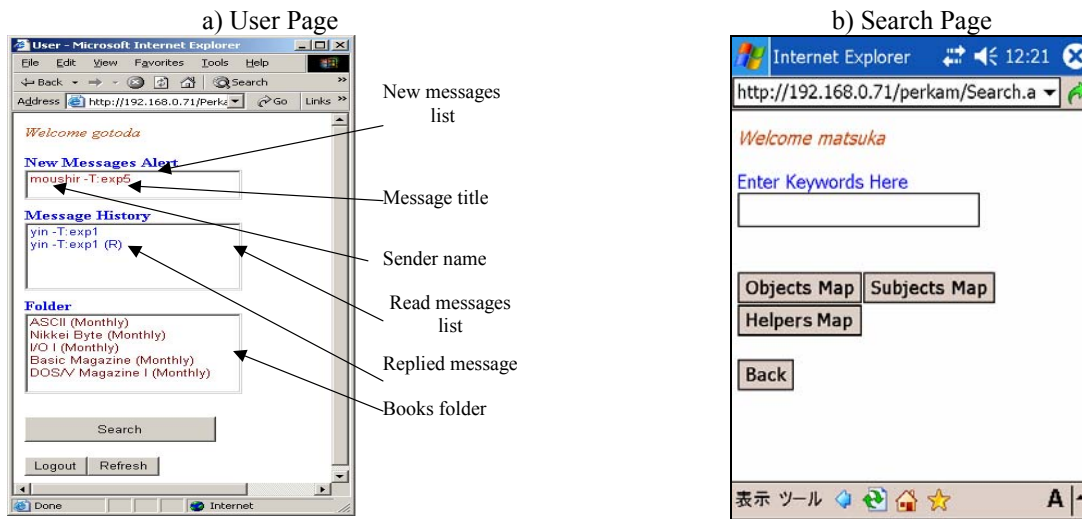 a) User Page
User - Microsoft Internet Explorer
File Edit View Favorites Tools Help
Back Search »
Address http://192.168.0.71/Perka Go Links »
Welcome gotoda
New Messages Alert
moushir -T:exp5
Message History
yin -T:exp1
yin -T:exp1 (R)
Folder
ASCII (Monthly)
Nikkei Byte (Monthly)
I/O I (Monthly)
Basic Magazine (Monthly)
DOS/V Magazine I (Monthly)
Search
Logout Refresh
Done Internet
New messages
list
Message title
Sender name
Read messages
list
Replied message
Books folder
b) Search Page
Internet Explorer 12:21
http://192.168.0.71/perkam/Search.a
Welcome matsuka
Enter Keywords Here
Objects Map Subjects Map
Helpers Map
Back
表示 ツール A